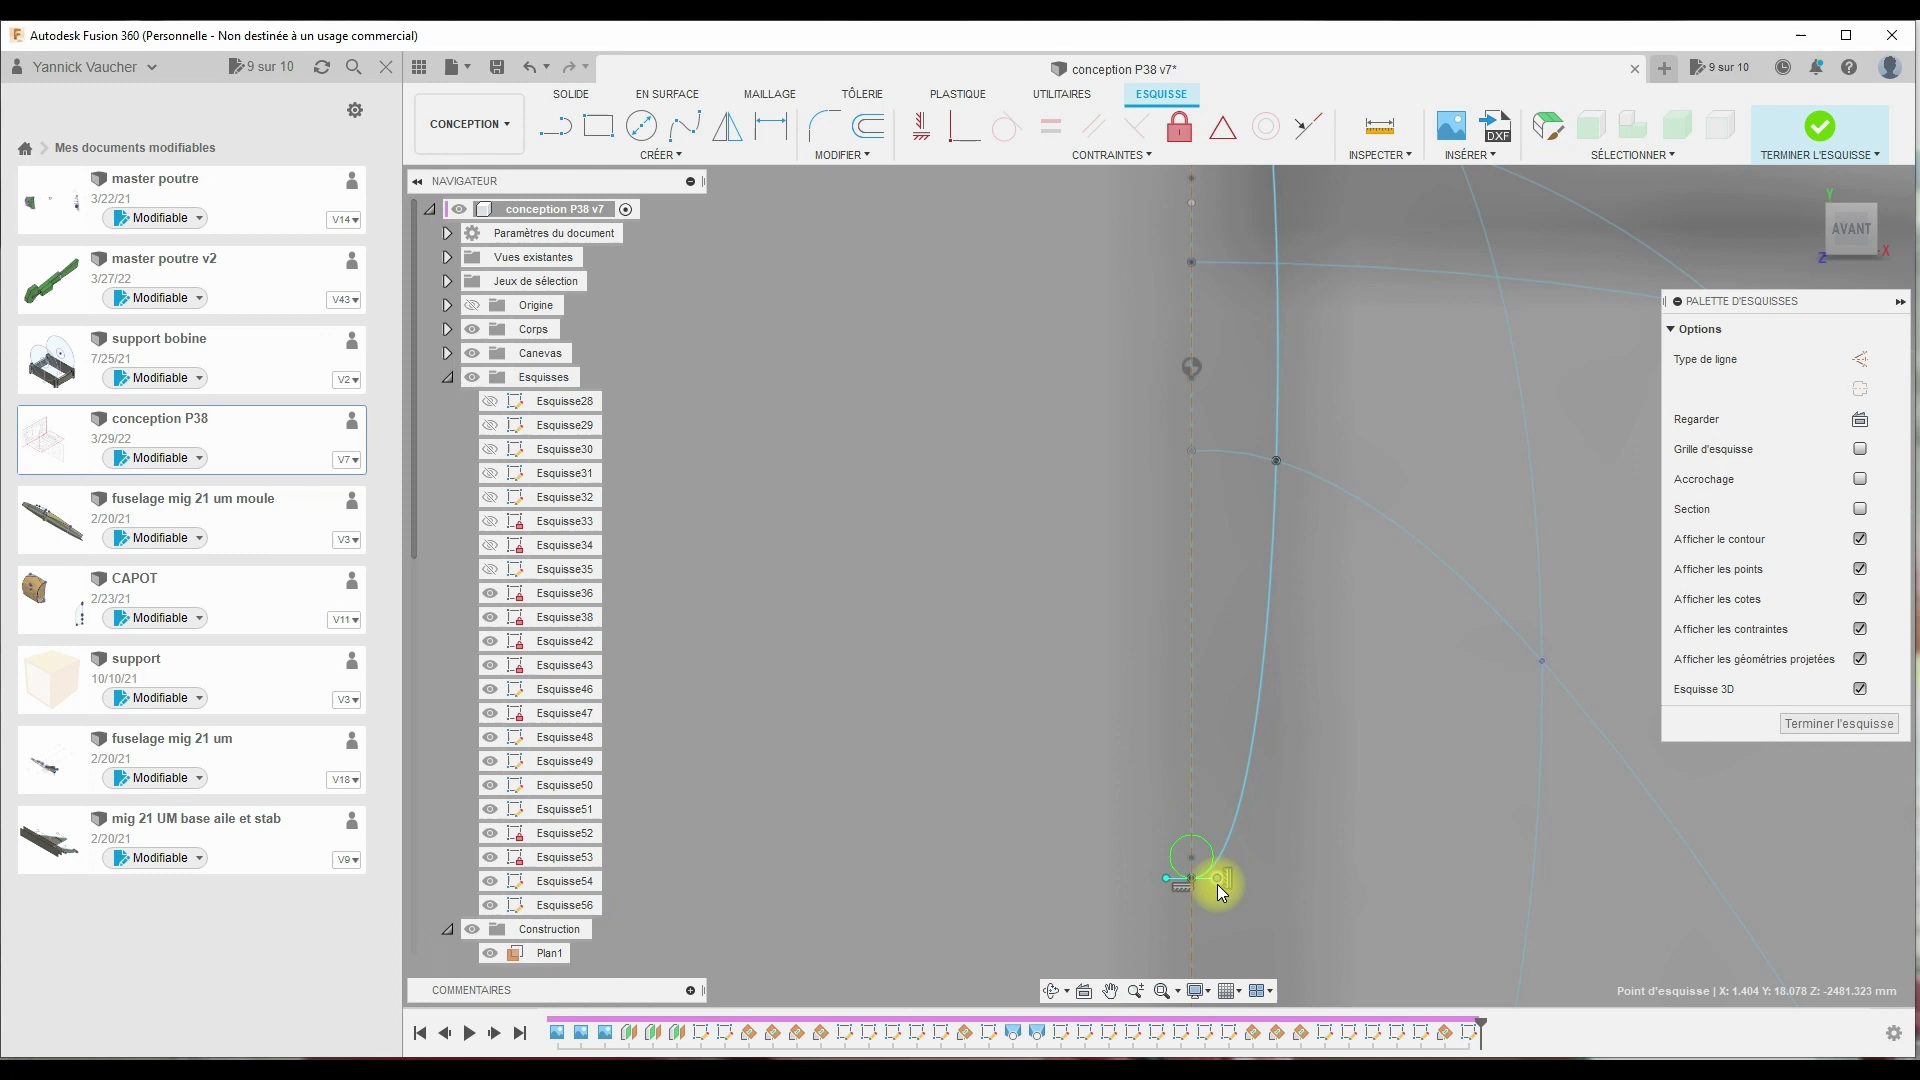 Autodesk Fusion 360 (Personnelle - Non destinée à un usage commercial)
Yannick Vaucher
9 sur 10
conception P38 v7*
9 sur 10
SOLIDE
EN SURFACE
MAILLAGE
TÔLERIE
PLASTIQUE
UTILITAIRES
ESQUISSE
CONCEPTION
DXF
CRÉER
MODIFIER
CONTRAINTES
INSPECTER
INSÉRER
SÉLECTIONNER
TERMINER L'ESQUISSE
Mes documents modifiables
master poutre
3/22/21
Modifiable
V14
master poutre v2
3/27/22
Modifiable
V43
support bobine
7/25/21
Modifiable
V2
conception P38
3/29/22
Modifiable
V7
fuselage mig 21 um moule
2/20/21
Modifiable
V3
CAPOT
2/23/21
Modifiable
V11
support
10/10/21
Modifiable
V3
fuselage mig 21 um
2/20/21
Modifiable
V18
mig 21 UM base aile et stab
2/20/21
Modifiable
V9
NAVIGATEUR
conception P38 v7
Paramètres du document
Vues existantes
Jeux de sélection
Origine
Corps
Canevas
Esquisses
Esquisse28
Esquisse29
Esquisse30
Esquisse31
Esquisse32
Esquisse33
Esquisse34
Esquisse35
Esquisse36
Esquisse38
Esquisse42
Esquisse43
Esquisse46
Esquisse47
Esquisse48
Esquisse49
Esquisse50
Esquisse51
Esquisse52
Esquisse53
Esquisse54
Esquisse56
Construction
Plan1
COMMENTAIRES
Y
AVANT
Z
X
PALETTE D'ESQUISSES
Options
Type de ligne
Regarder
Grille d'esquisse
Accrochage
Section
Afficher le contour
Afficher les points
Afficher les cotes
Afficher les contraintes
Afficher les géométries projetées
Esquisse 3D
Terminer l'esquisse
Point d'esquisse | X: 1.404 Y: 18.078 Z: -2481.323 mm